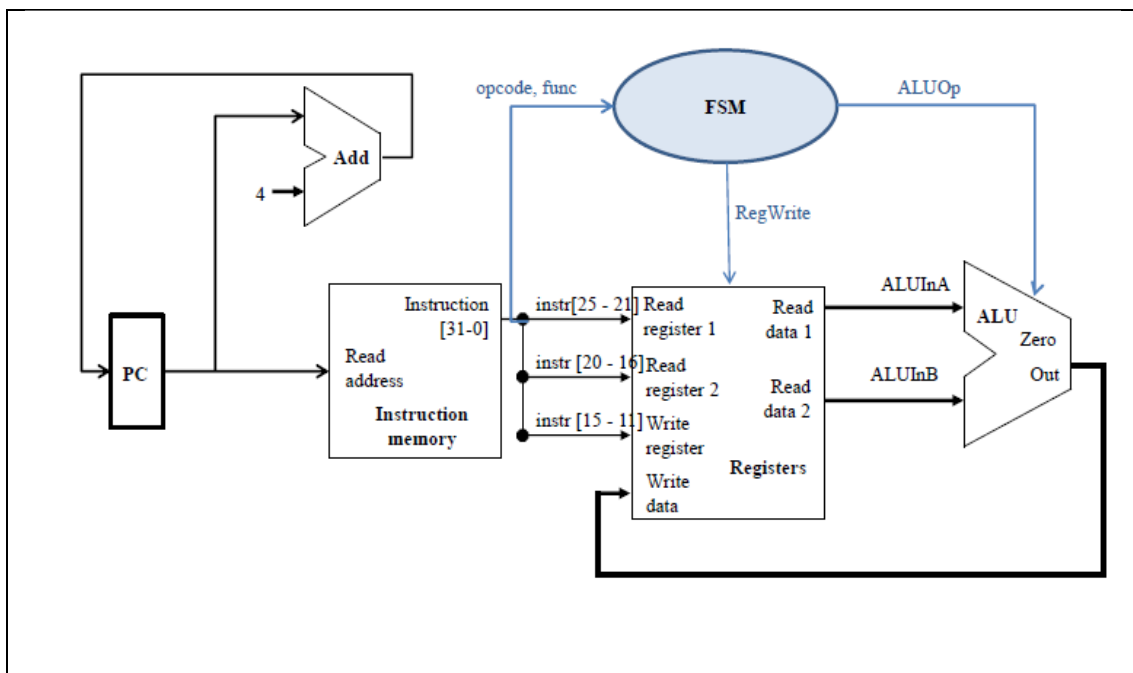 opcode, func
FSM
ALUOp
Add
4
RegWrite
PC
Instruction
[31-0]
Read
address
Instruction
memory
instr[25 - 21]
instr [20 - 16]
instr [15 - 11]
Read
register 1
Read
register 2
Write
register
Write
data
Read
data 1
Read
data 2
Registers
ALUInA
ALUInB
ALU
Zero
Out